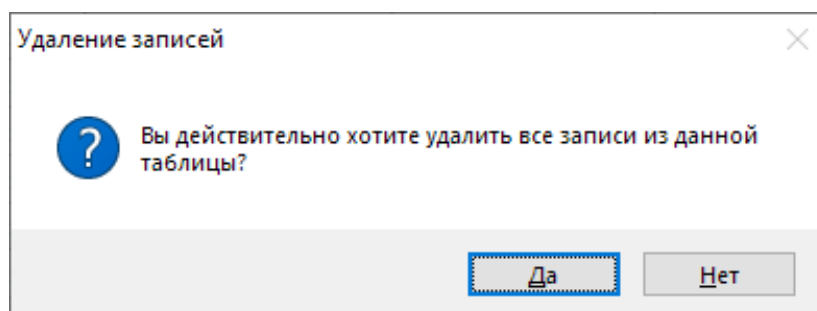 Удаление записей
Вы действительно хотите удалить все записи из данной
таблицы?
Да
Нет